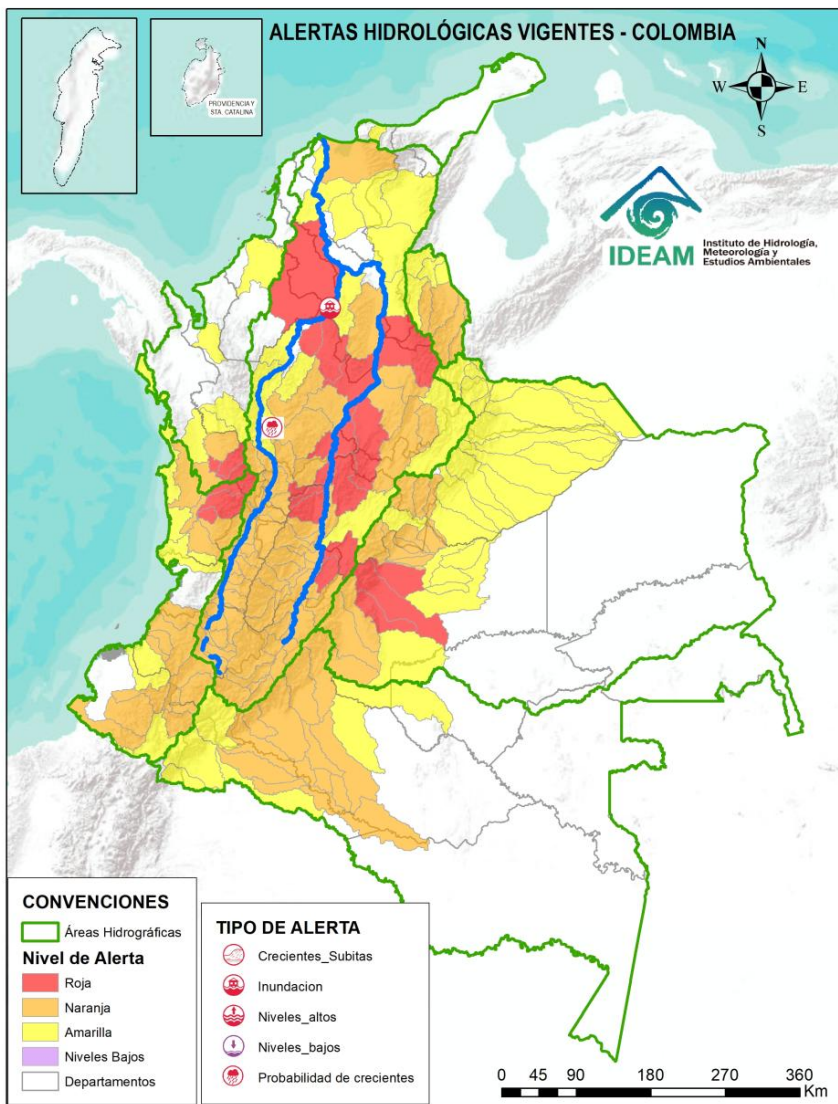 ALERTAS HIDROLÓGICAS VIGENTES - COLOMBIA
N
W
E
S
PROVIDENCIA Y
STA. CATALINA
IDEAM
Instituto de Hidrología,
Meteorología y
Estudios Ambientales
CONVENCIONES
Áreas Hidrográficas
Nivel de Alerta
Roja
Naranja
Amarilla
Niveles Bajos
Departamentos
TIPO DE ALERTA
Crecientes_Subitas
Inundacion
Niveles_altos
Niveles_bajos
Probabilidad de crecientes
0 45 90 180 270 360
Km